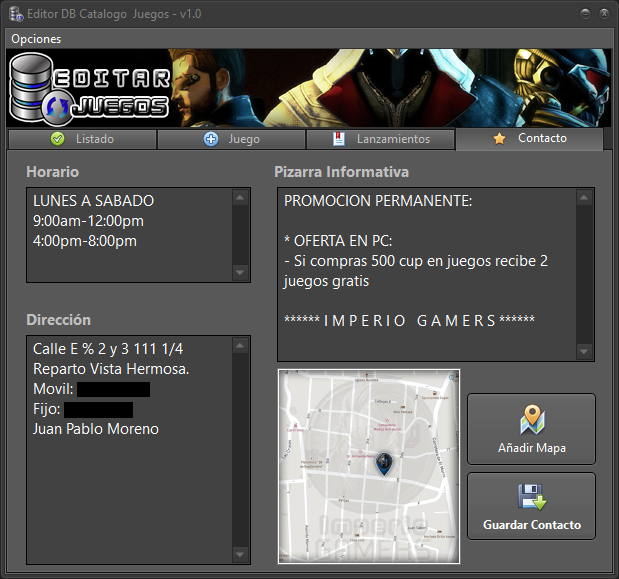 Editor DB Catalogo Juegos - v1.0
Opciones
EDITAR
JUEGOS
Listado
Juego
Lanzamientos
Contacto
Horario
LUNES A SABADO
9:00am-12:00pm
4:00pm-8:00pm
Pizarra Informativa
PROMOCION PERMANENTE:
* OFERTA EN PC:
- Si compras 500 cup en juegos recibe 2
juegos gratis
****** I M P E R I O   G A M E R S ******
Dirección
Calle E % 2 y 3 111 1/4
Reparto Vista Hermosa.
Movil:
Fijo:
Juan Pablo Moreno
Imperio
GAMERS
Añadir Mapa
Guardar Contacto